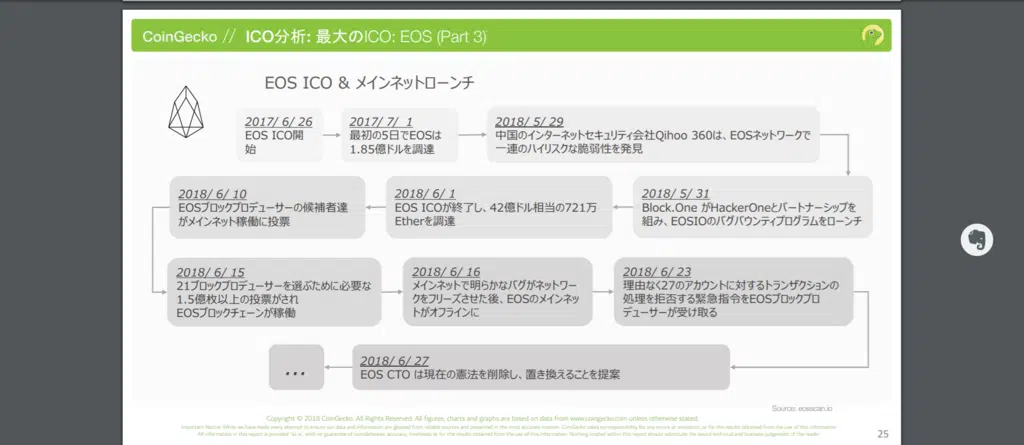 CoinGecko // ICO分析: 最大のICO: EOS (Part 3)
EOS ICO & メインネットローンチ
2017/ 6/ 26
EOS ICO開
始
2017/ 7/ 1
最初の5日でEOSは
1.85億ドルを調達
2018/ 5/ 29
中国のインターネットセキュリティ会社Qihoo 360は、EOSネットワークで
一連のハイリスクな脆弱性を発見
2018/ 5/ 31
Block.One がHackerOneとパートナーシップを
組み、EOSIOのバグバウンティプログラムをローンチ
2018/ 6/ 1
EOS ICOが終了し、42億ドル相当の721万
Etherを調達
2018/ 6/ 10
EOSブロックプロデューサーの候補者達
がメインネット稼働に投票
2018/ 6/ 15
21ブロックプロデューサーを選ぶために必要な
1.5億枚以上の投票がされ
EOSブロックチェーンが稼働
2018/ 6/ 16
メインネットで明らかなバグがネットワー
クをフリーズさせた後、EOSのメインネッ
トがオフラインに
2018/ 6/ 23
理由なく27のアカウントに対するトランザクションの
処理を拒否する緊急指令をEOSブロックプロ
デューサーが受け取る
2018/ 6/ 27
EOS CTO は現在の憲法を削除し、置き換えることを提案
...
Source: eosscan.io
Copyright © 2018 CoinGecko. All Rights Reserved. All figures, charts and graphs are based on data from www.coingecko.com unless otherwise stated.
25